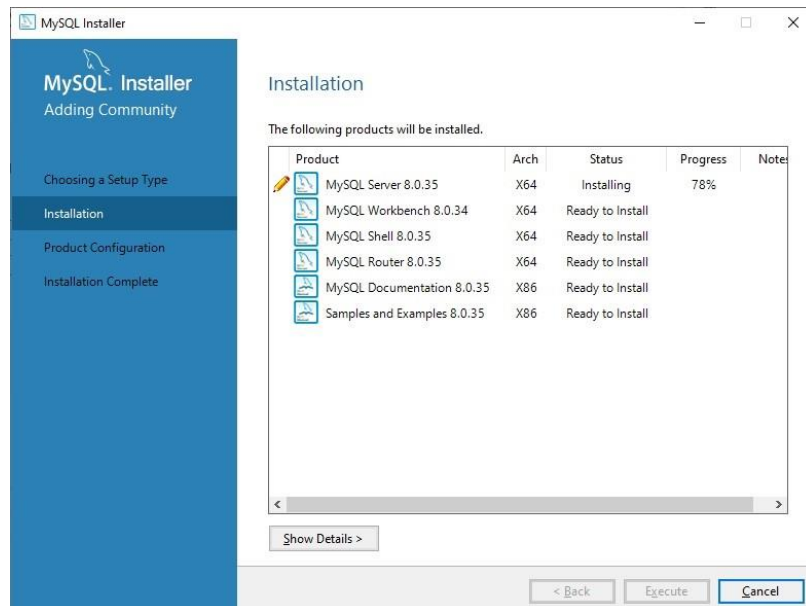 MySQL Installer
MySQL. Installer
Adding Community
Choosing a Setup Type
Installation
Product Configuration
Installation Complete
Installation
The following products will be installed.
Product Arch Status Progress Notes
MySQL Server 8.0.35 X64 Installing 78%
MySQL Workbench 8.0.34 X64 Ready to Install
MySQL Shell 8.0.35 X64 Ready to Install
MySQL Router 8.0.35 X64 Ready to Install
MySQL Documentation 8.0.35 X86 Ready to Install
Samples and Examples 8.0.35 X86 Ready to Install
Show Details >
< Back Execute Cancel